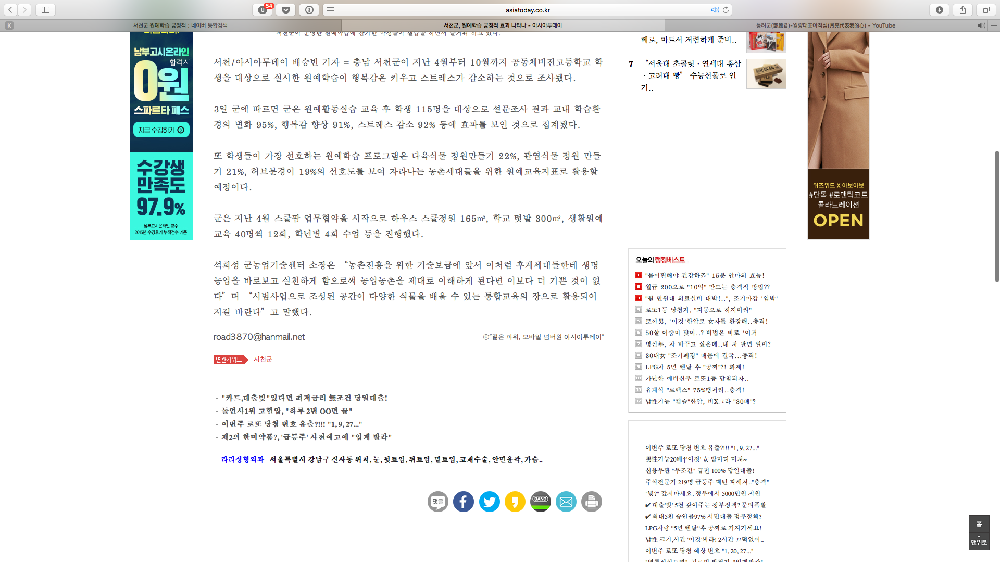 54
asiatoday.co.kr
K
서천군 원예학습 긍정적 : 네이버 통합검색
서천군, 원예학습 긍정적 효과 나타나 - 아시아투데이
등려군(鄧麗君)-월량대표아적심(月亮代表我的心) - YouTube
남부고시온라인
합격시
0원
스파르타 패스
지금 수강하기
수강생
만족도
97.9%
남부고시온라인 교수
2015년 수강후기 누적점수 기준
서천군이 운영한 원예학습에 참가한 학생들이 실습을 하면서 즐거워 하고 있다.
서천/아시아투데이 배승빈 기자 = 충남 서천군이 지난 4월부터 10월까지 공동체비전고등학교 학
생을 대상으로 실시한 원예학습이 행복감은 키우고 스트레스가 감소하는 것으로 조사됐다.
3일 군에 따르면 군은 원예활동실습 교육 후 학생 115명을 대상으로 설문조사 결과 교내 학습환
경의 변화 95%, 행복감 향상 91%, 스트레스 감소 92% 등에 효과를 보인 것으로 집계됐다.
또 학생들이 가장 선호하는 원예학습 프로그램은 다육식물 정원만들기 22%, 관엽식물 정원 만들
기 21%, 허브분경이 19%의 선호도를 보여 자라나는 농촌세대들을 위한 원예교육지표로 활용할
예정이다.
군은 지난 4월 스쿨팜 업무협약을 시작으로 하우스 스쿨정원 165㎡, 학교 텃밭 300㎡, 생활원예
교육 40명씩 12회, 학년별 4회 수업 등을 진행했다.
석희성 군농업기술센터 소장은 “농촌진흥을 위한 기술보급에 앞서 이처럼 후계세대들한테 생명
농업을 바로보고 실천하게 함으로써 농업농촌을 제대로 이해하게 된다면 이보다 더 기쁜 것이 없
다”며 “시범사업으로 조성된 공간이 다양한 식물을 배울 수 있는 통합교육의 장으로 활용되어
지길 바란다”고 말했다.
road3870@hanmail.net
ⓒ"젊은 파워, 모바일 넘버원 아시아투데이"
연관키워드 서천군
· "카드,대출빚"있다면 최저금리 無조건 당일대출!
· 돌연사1위 고혈압, "하루 2번 OO면 끝"
· 이번주 로또 당첨 번호 유출?!!! "1, 9, 27..."
· 제2의 한미약품?, '급등주' 사전예고에 "업계 발칵"
라리성형외과 서울특별시 강남구 신사동 위치, 눈, 뒷트임, 뒤트임, 밑트임, 코재수술, 안면윤곽, 가슴..
댓글
BAND
빼로, 마트서 저렴하게 준비..
7 “서울대 초콜릿·연세대 홍삼
·고려대 빵” 수능선물로 인
기..
CACAO
오늘의 랭킹베스트
1 "몸이편해야 건강하죠" 15분 안마의 효능!
2 월급 200으로 "10억" 만드는 충격적 방법??
3 "월 만원대 의료실비 대박!..", 조기마감 '임박'
4 로또1등 당첨자, "자동으로 하지마라"
5 토끼男, '이것'한알로 女자들 환장해..충격!
6 50살 아줌마 맞아..? 비법은 바로 '이거
7 병신年, 차 바꾸고 싶은데..내 차 팔면 얼마?
8 30대女 "조기폐경" 때문에 결국...충격!
9 LPG차 5년 렌탈 후 "공짜"?! 화제!
10 가난한 예비신부 로또1등 당첨되자..
11 유재석 "로렉스" 75%땡처리..충격!
12 남性기능 "캡슐"한알, 비X그라 "30배"?
이번주 로또 당첨 번호 유출?!!! "1, 9, 27..."
男性기능20배↑'이것' 女 밤마다 미쳐~
신용무관 "무조건" 급전 100% 당일대출!
주식전문가 219명 급등주 패턴 파헤쳐.."충격"
"빚?" 갚지마세요. 정부에서 5000만원 지원
✔ 대출'빚' 5천 갚아주는 정부정책? 문의폭발
✔ 최대5천 승인률97% 서민대출 정부정책?
LPG차량 “5년 렌탈“후 공짜로 가져가세요!
남性 크기,시간 '이것'써라! 2시간 끄떡없어..
이번주 로또 당첨 예상 번호 "1, 20, 27..."
위즈위드 X 아보아보
#단독 #로맨틱코트
콜라보레이션
OPEN
홈
맨위로